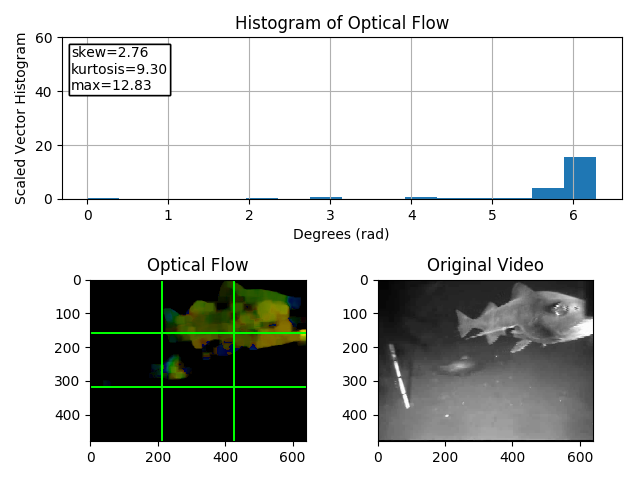 Histogram of Optical Flow
Scaled Vector Histogram
60
40
20
0
skew=2.76
kurtosis=9.30
max=12.83
0 1 2 3 4 5 6
Degrees (rad)
Optical Flow
0
100
200
300
400
0 200 400 600
Original Video
0
100
200
300
400
0 200 400 600